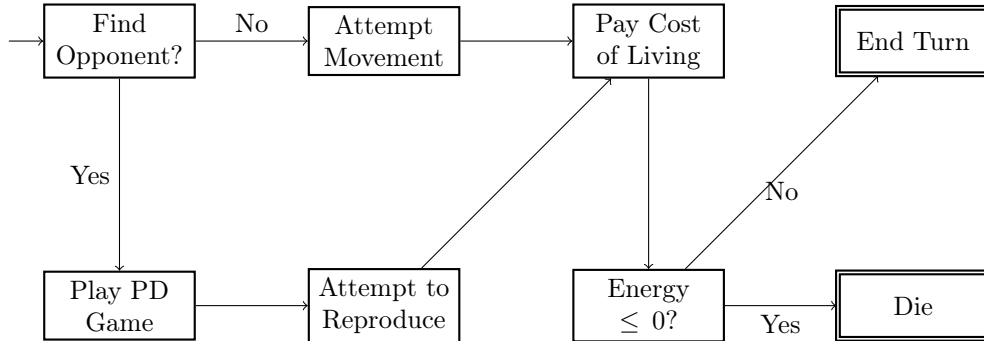 Find
Opponent?
No
Attempt
Movement
Pay Cost
of Living
End Turn
Yes
No
Play PD
Game
Attempt to
Reproduce
Energy
≤ 0?
Yes
Die